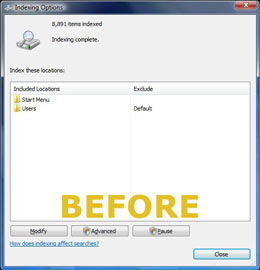 Indexing Options
8,891 items indexed
Indexing complete.
Index these locations:
Included Locations Exclude
Start Menu
Users Default
BEFORE
Modify Advanced Pause
How does indexing affect searches?
Close